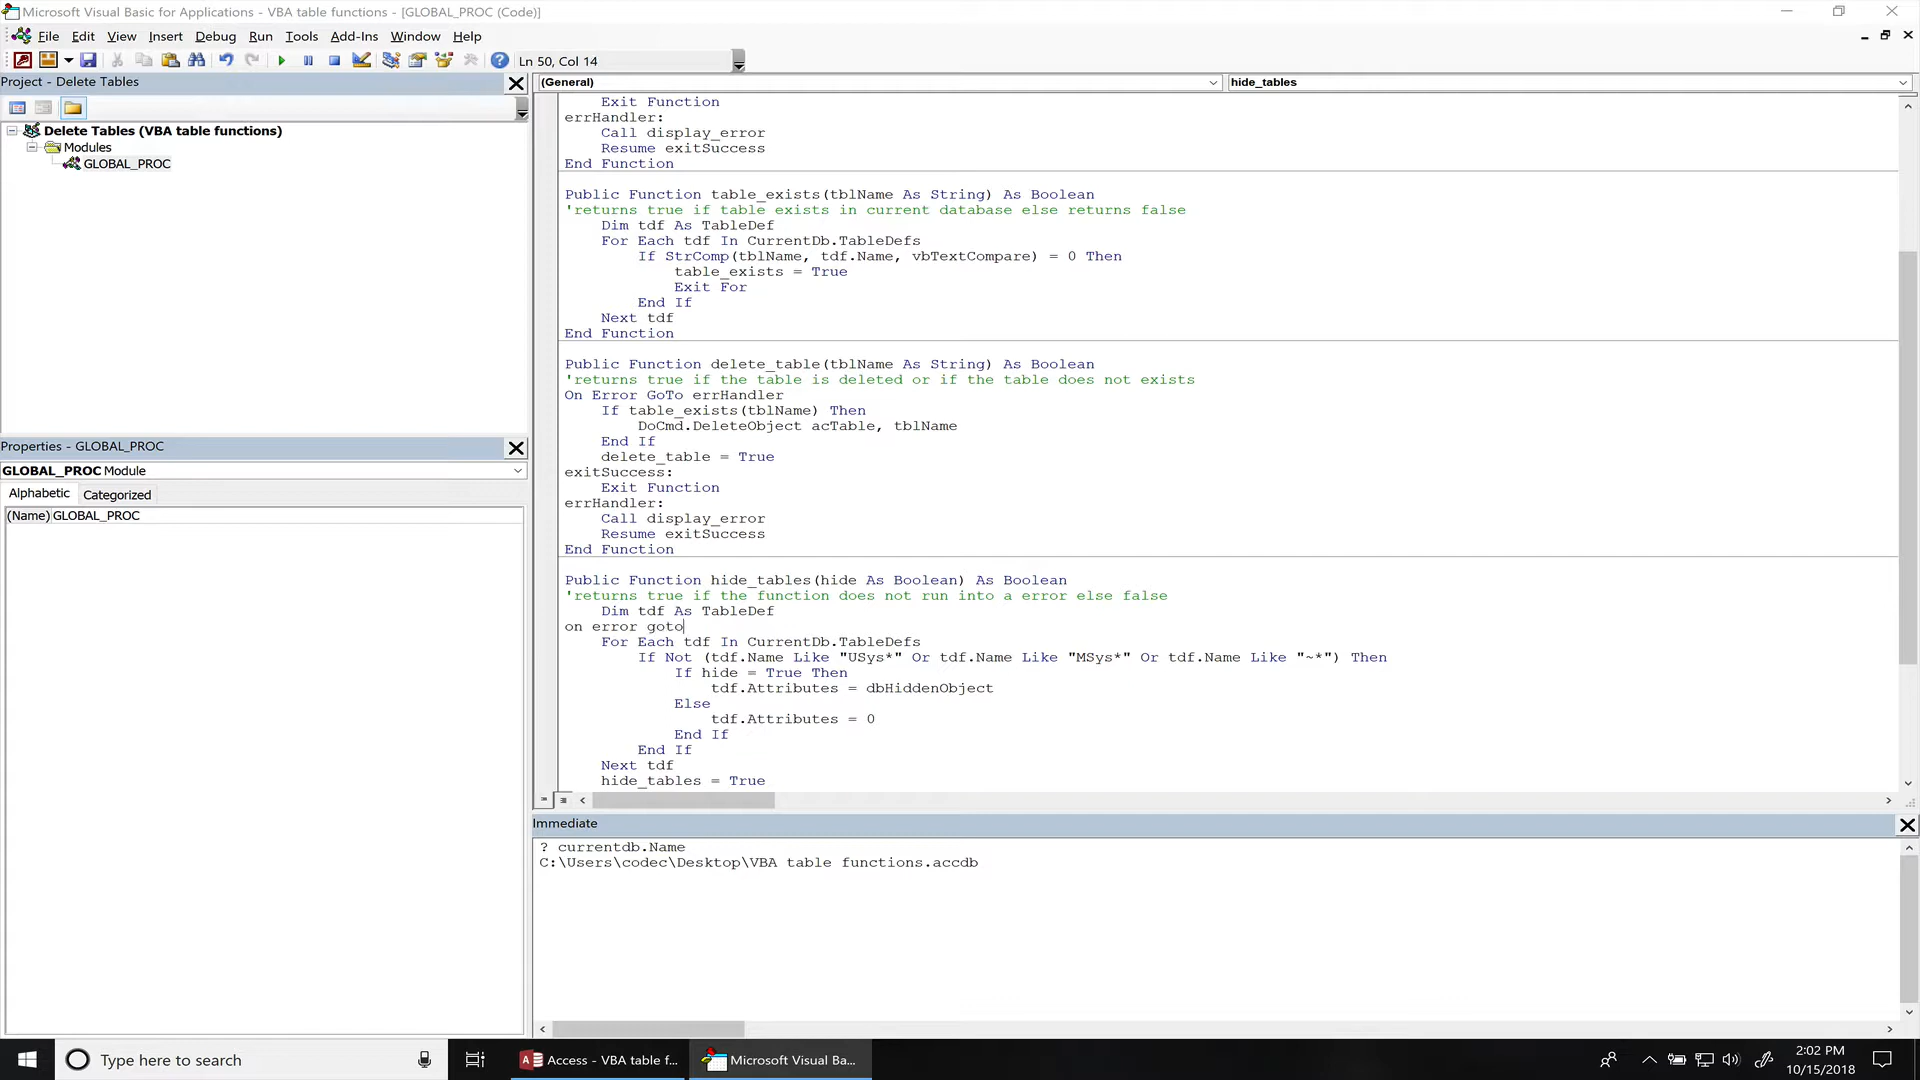 Microsoft Visual Basic for Applications - VBA table functions - [GLOBAL_PROC (Code)]
File Edit View Insert Format Debug Run Tools Add-Ins Window Help
Ln 50, Col 14
Project - Delete Tables
(General)
hide_tables
Delete Tables (VBA table functions)
Modules
GLOBAL_PROC
Properties - GLOBAL_PROC
GLOBAL_PROC Module
Alphabetic Categorized
(Name) GLOBAL_PROC
Exit Function
errHandler:
Call display_error
Resume exitSuccess
End Function
Public Function table_exists(tblName As String) As Boolean
'returns true if table exists in current database else returns false
Dim tdf As TableDef
For Each tdf In CurrentDb.TableDefs
If StrComp(tblName, tdf.Name, vbTextCompare) = 0 Then
table_exists = True
Exit For
End If
Next tdf
End Function
Public Function delete_table(tblName As String) As Boolean
'returns true if the table is deleted or if the table does not exists
On Error GoTo errHandler
If table_exists(tblName) Then
DoCmd.DeleteObject acTable, tblName
End If
delete_table = True
exitSuccess:
Exit Function
errHandler:
Call display_error
Resume exitSuccess
End Function
Public Function hide_tables(hide As Boolean) As Boolean
'returns true if the function does not run into a error else false
Dim tdf As TableDef
on error goto
For Each tdf In CurrentDb.TableDefs
If Not (tdf.Name Like "USys*" Or tdf.Name Like "MSys*" Or tdf.Name Like "~*") Then
If hide = True Then
tdf.Attributes = dbHiddenObject
Else
tdf.Attributes = 0
End If
End If
Next tdf
hide_tables = True
Immediate
? currentdb.Name
C:\Users\codec\Desktop\VBA table functions.accdb
Type here to search
Access - VBA table f...
Microsoft Visual Ba...
2:02 PM
10/15/2018